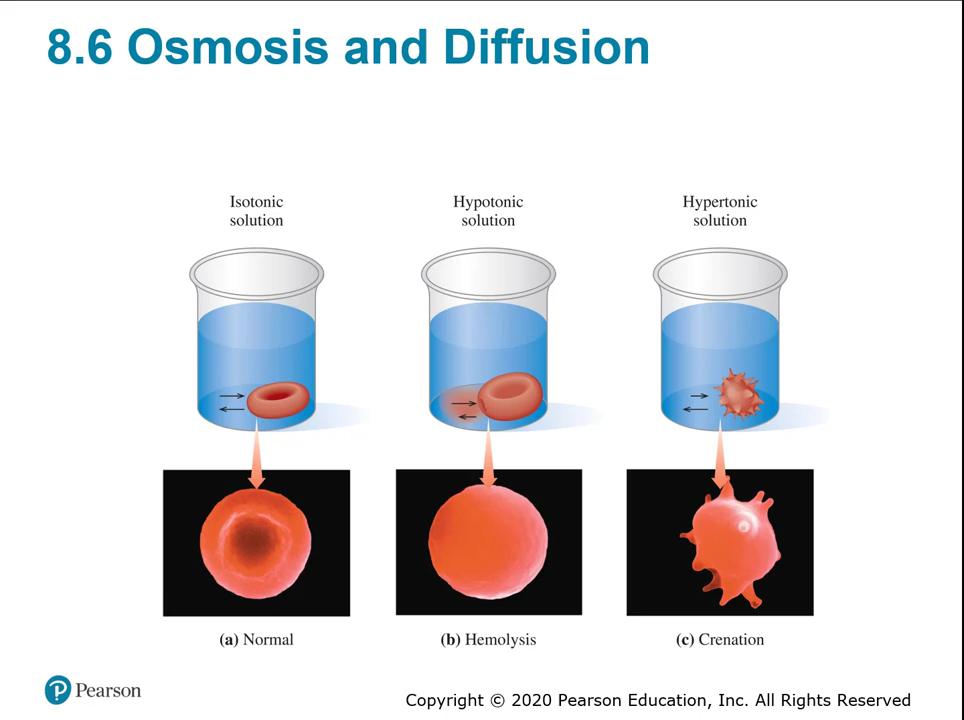 8.6 Osmosis and Diffusion
Isotonic
solution
Hypotonic
solution
Hypertonic
solution
(a) Normal
(b) Hemolysis
(c) Crenation
P Pearson
Copyright © 2020 Pearson Education, Inc. All Rights Reserved